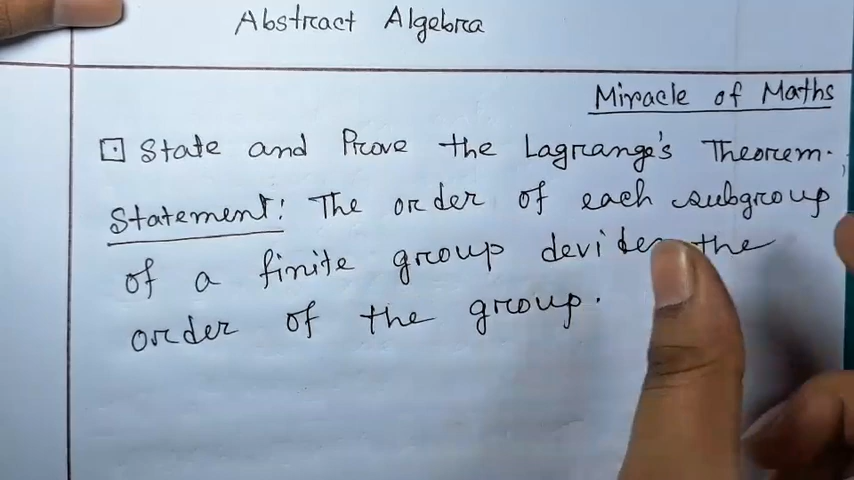 Abstract Algebra
Miracle of Maths
State and Prove the Lagrange's Theorem.
Statement: The order of each subgroup
of a finite group devides the
order of the group.